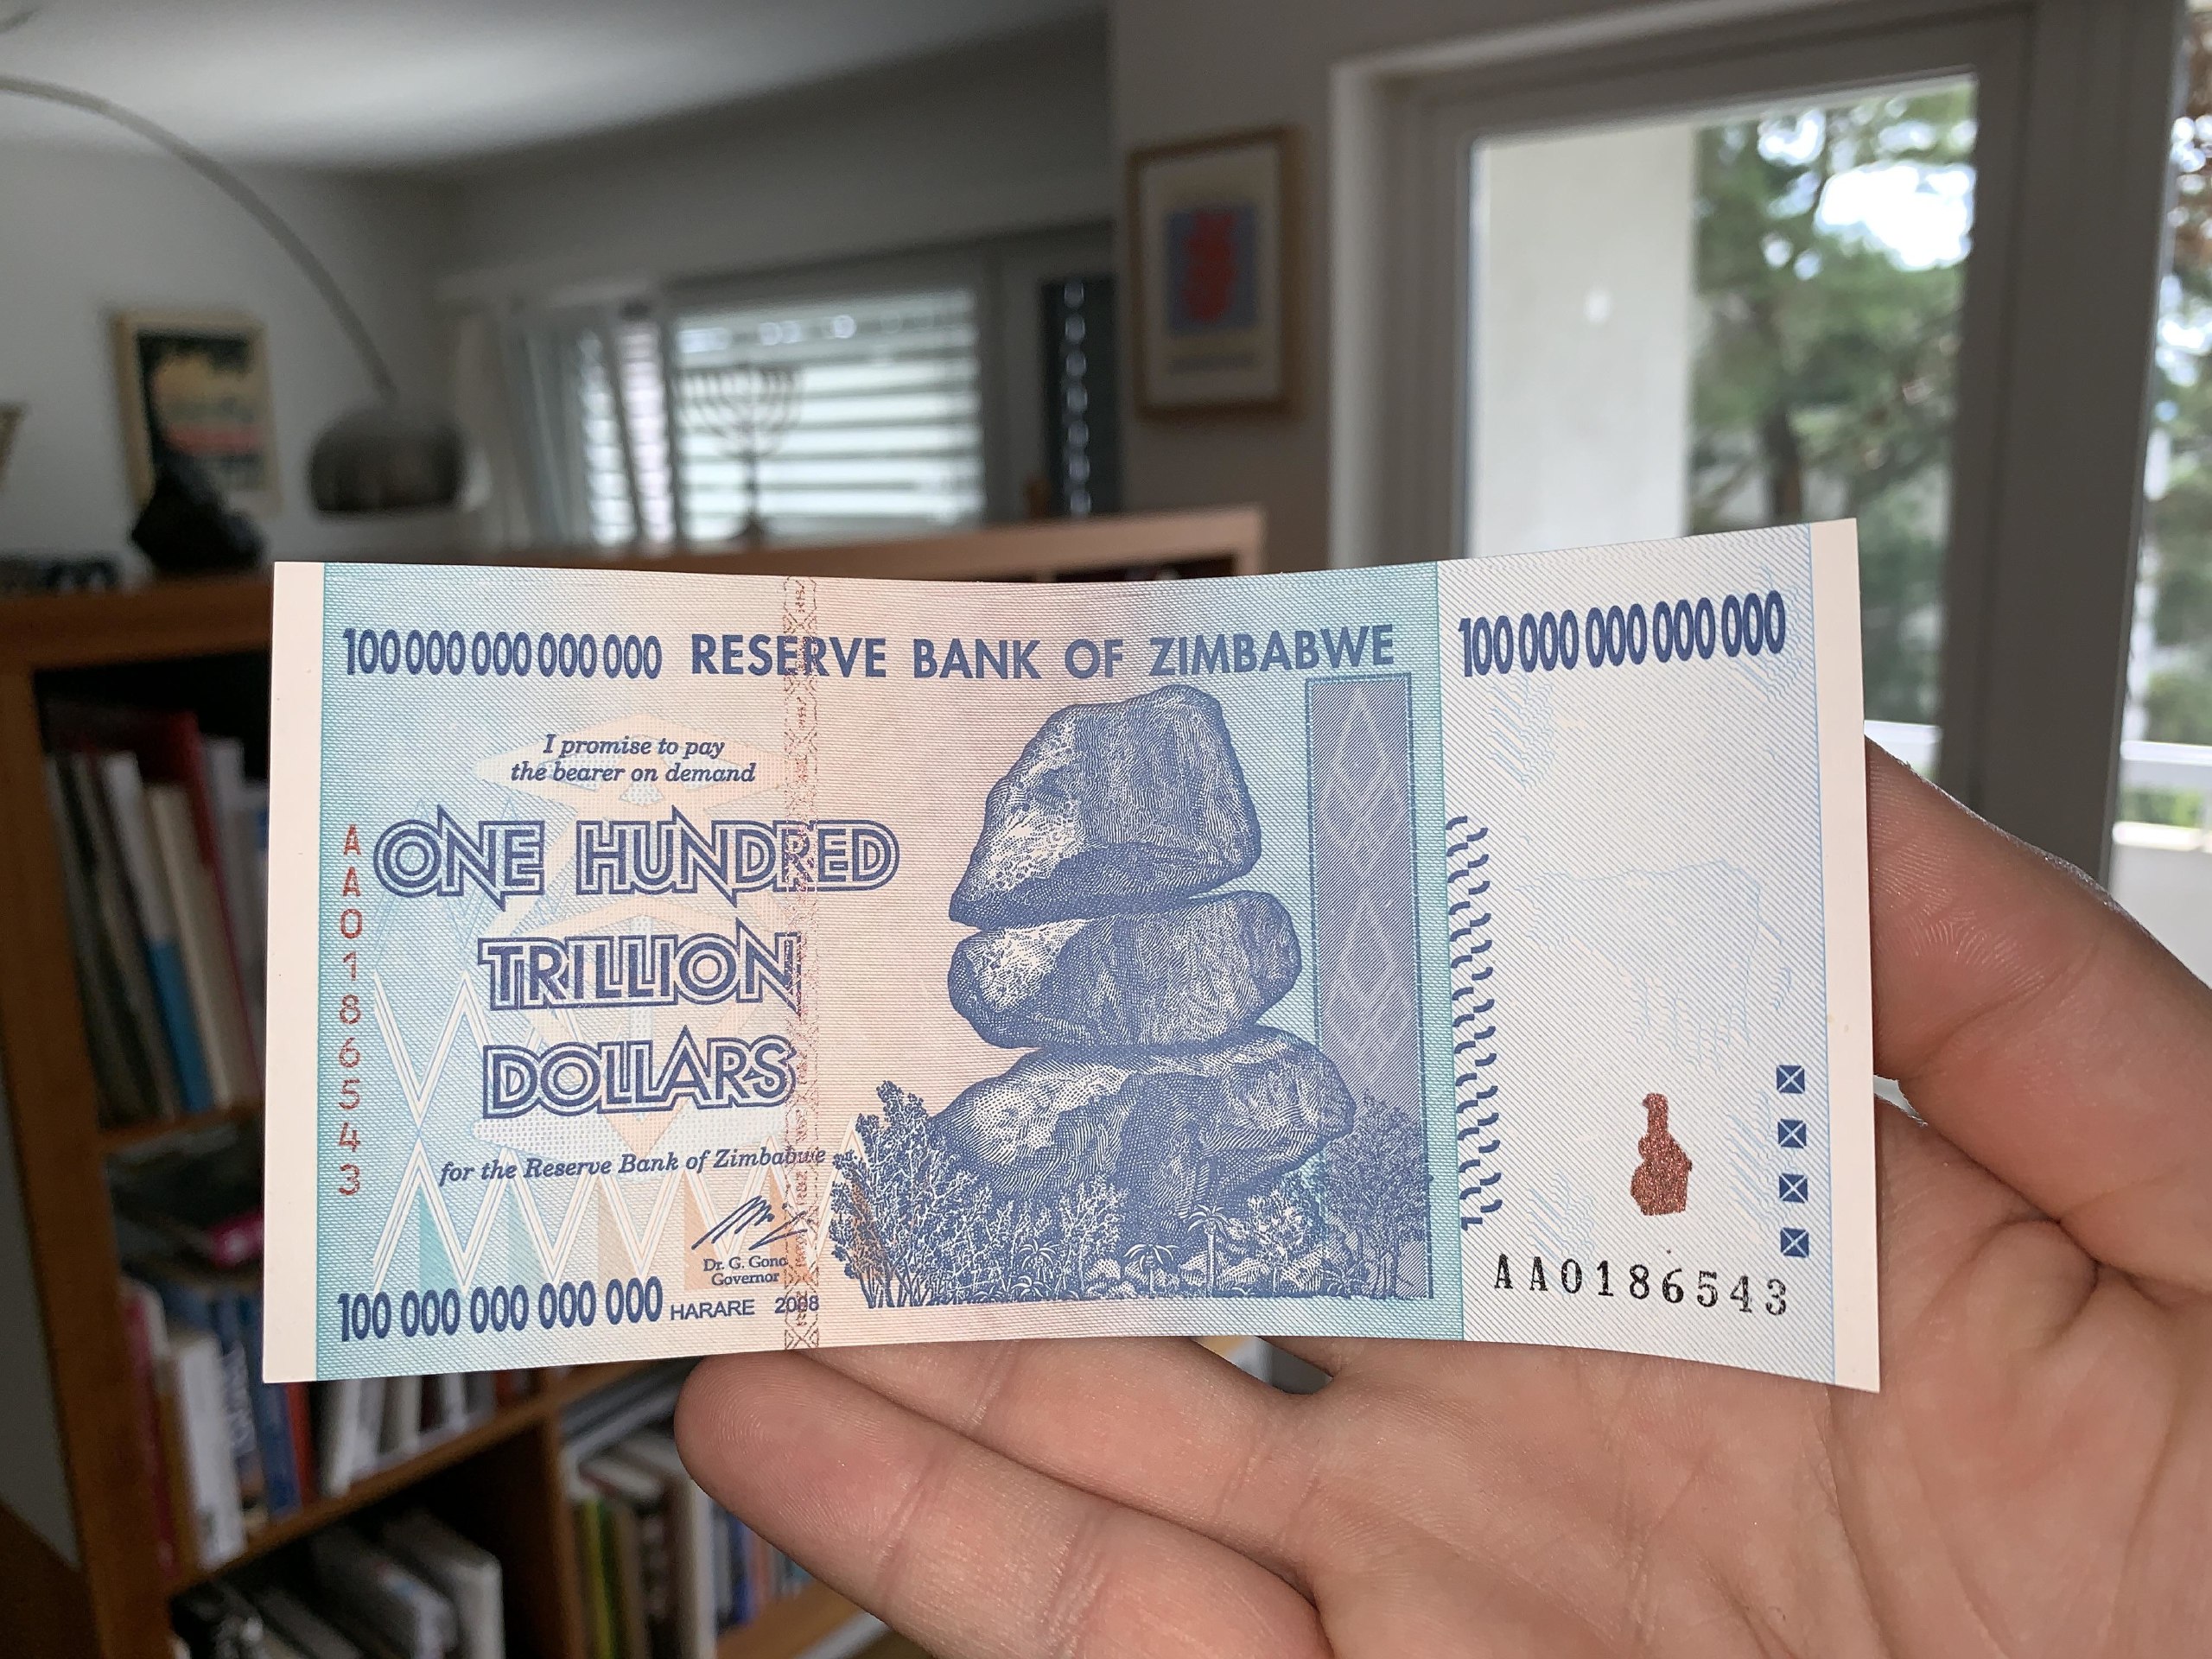 100 000 000 000 000 RESERVE BANK OF ZIMBABWE 100 000 000 000 000
I promise to pay
the bearer on demand
ONE HUNDRED
TRILLION
DOLLARS
AA0186543
for the Reserve Bank of Zimbabwe
Dr. G. Gono
Governor
100 000 000 000 000 HARARE 2008
AA0186543